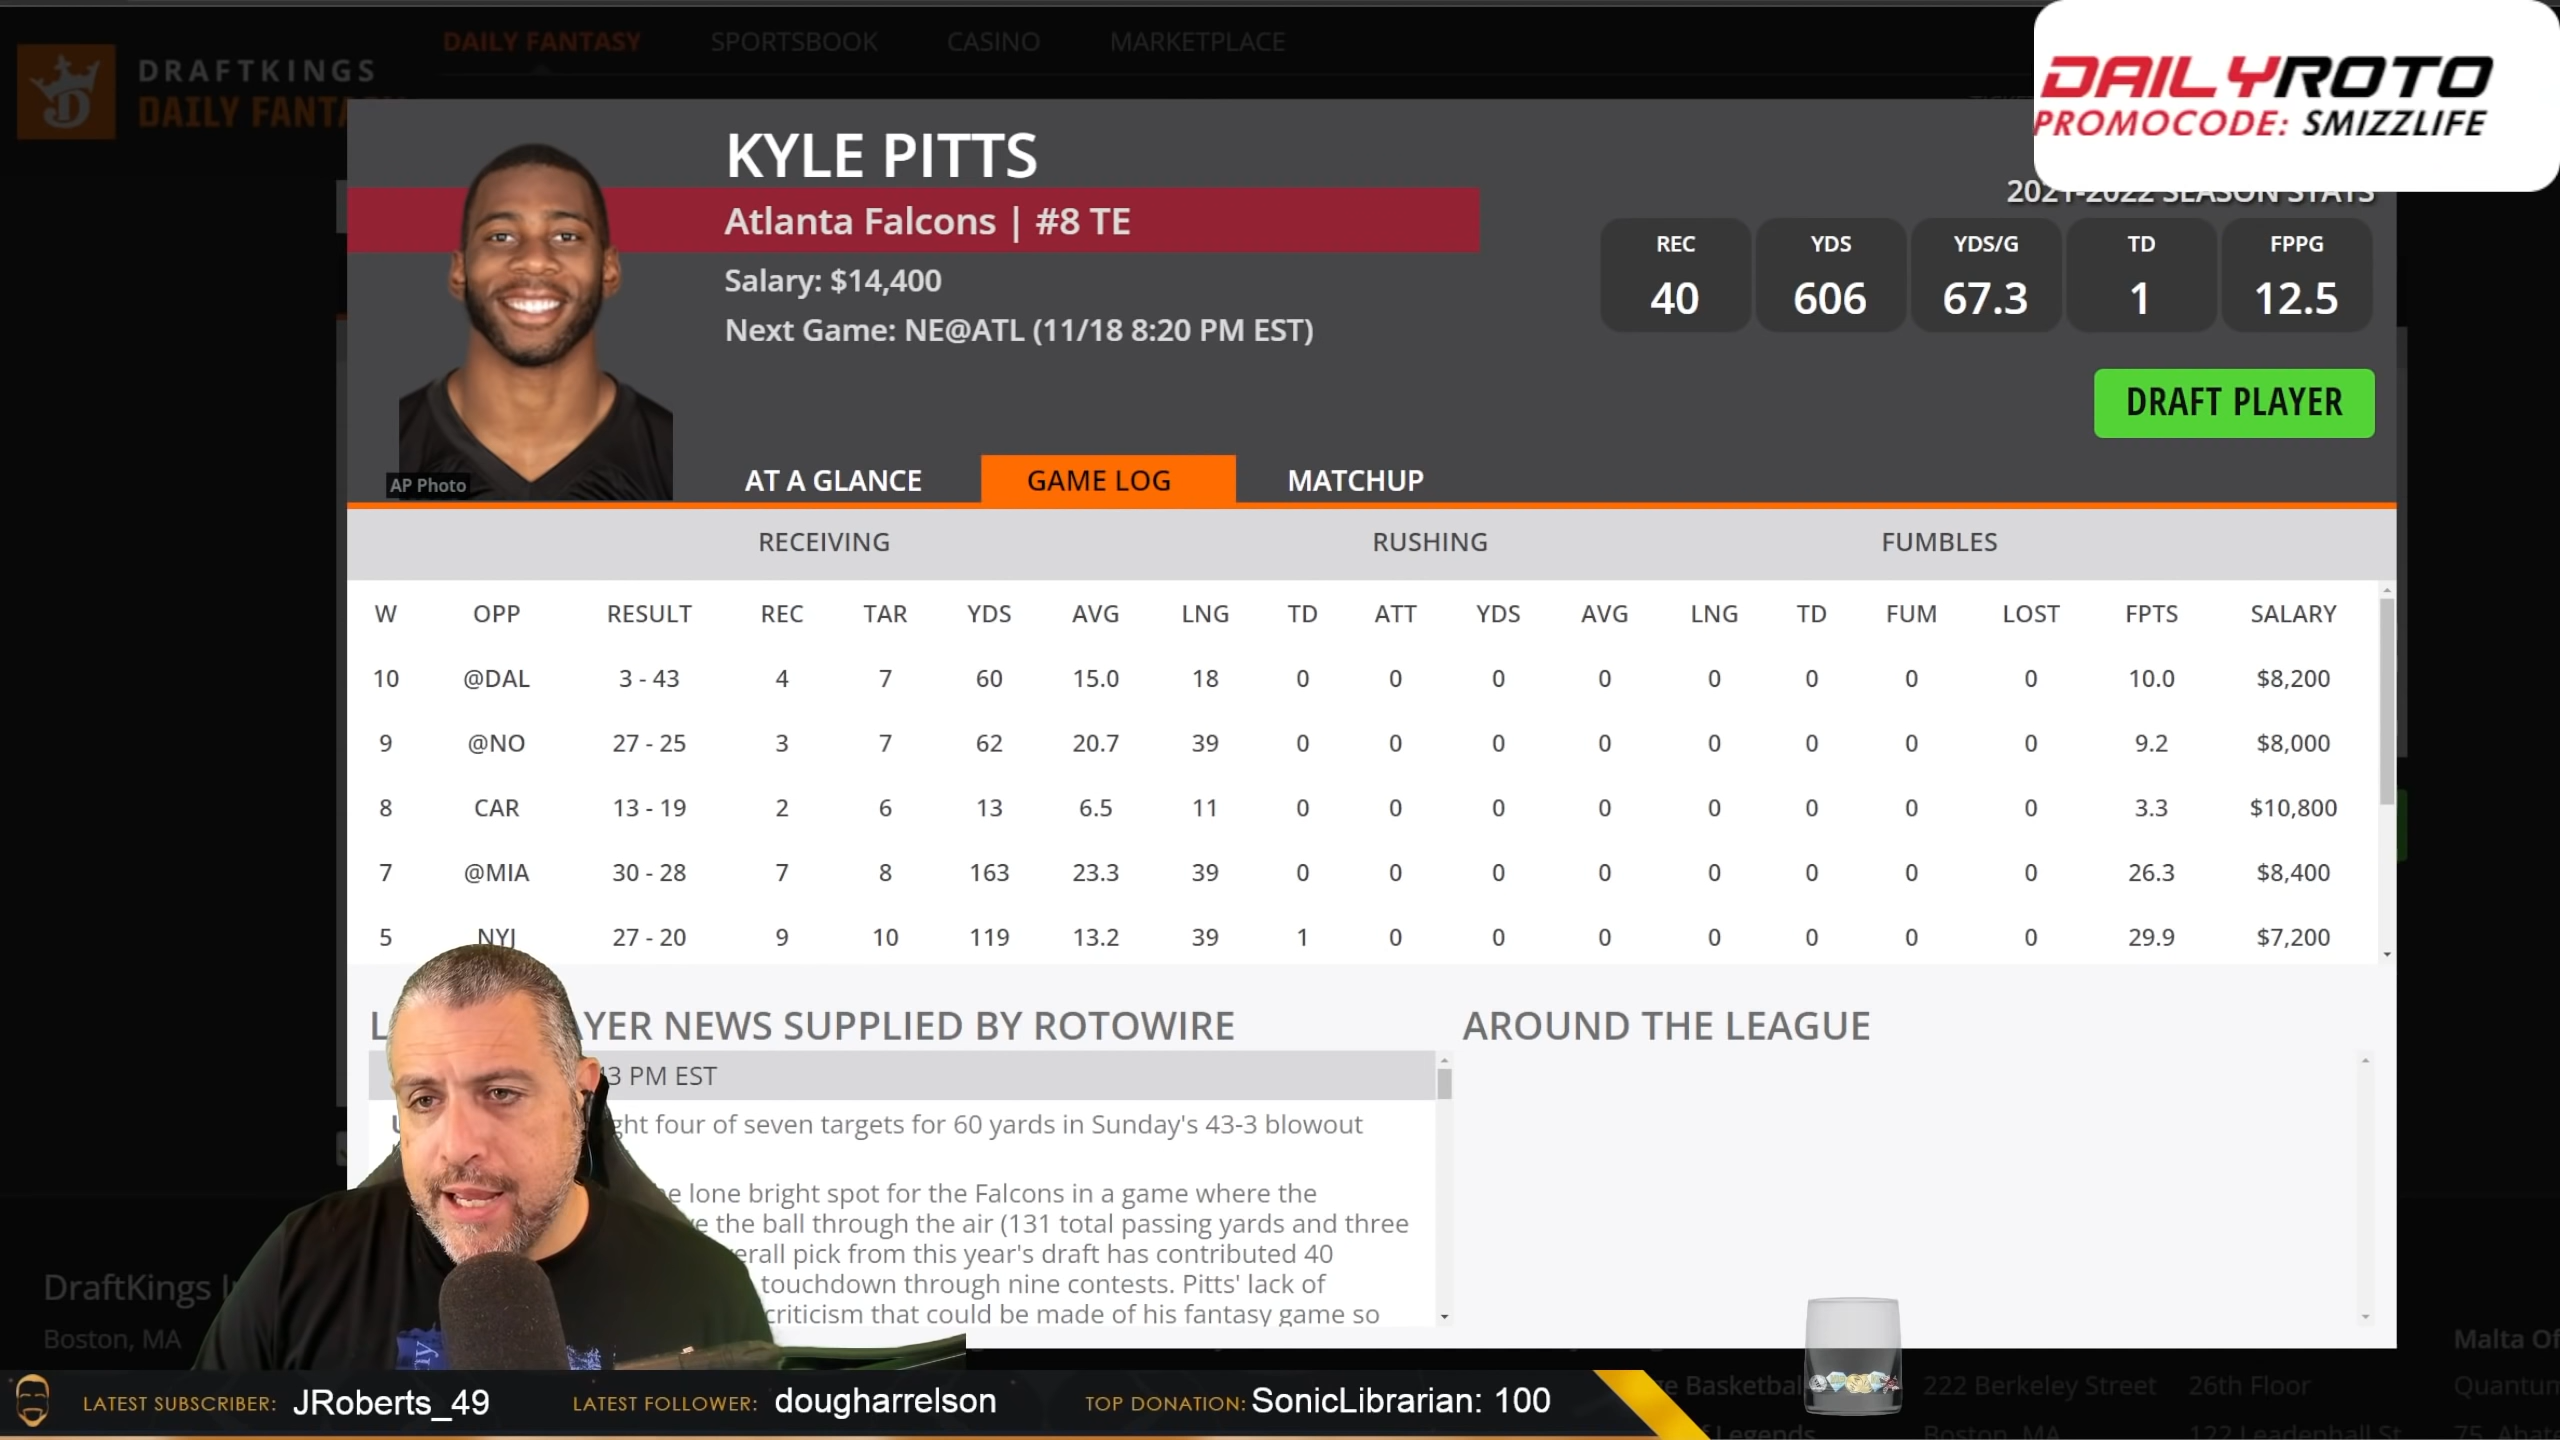 DAILY FANTASY SPORTSBOOK CASINO MARKETPLACE
DRAFTKINGS
DAILY FANTA
DAILYROTO
PROMOCODE: SMIZZLIFE
KYLE PITTS
Atlanta Falcons | #8 TE
Salary: $14,400
Next Game: NE@ATL (11/18 8:20 PM EST)
2021-2022 SEASON STATS
REC YDS YDS/G TD FPPG
40 606 67.3 1 12.5
DRAFT PLAYER
AP Photo
AT A GLANCE GAME LOG MATCHUP
RECEIVING RUSHING FUMBLES
W OPP RESULT REC TAR YDS AVG LNG TD ATT YDS AVG LNG TD FUM LOST FPTS SALARY
10 @DAL 3 - 43 4 7 60 15.0 18 0 0 0 0 0 0 0 0 10.0 $8,200
9 @NO 27 - 25 3 7 62 20.7 39 0 0 0 0 0 0 0 0 9.2 $8,000
8 CAR 13 - 19 2 6 13 6.5 11 0 0 0 0 0 0 0 0 3.3 $10,800
7 @MIA 30 - 28 7 8 163 23.3 39 0 0 0 0 0 0 0 0 26.3 $8,400
5 NYJ 27 - 20 9 10 119 13.2 39 1 0 0 0 0 0 0 0 29.9 $7,200
L YER NEWS SUPPLIED BY ROTOWIRE
AROUND THE LEAGUE
13 PM EST
ght four of seven targets for 60 yards in Sunday's 43-3 blowout
e lone bright spot for the Falcons in a game where the
e the ball through the air (131 total passing yards and three
erall pick from this year's draft has contributed 40
touchdown through nine contests. Pitts' lack of
criticism that could be made of his fantasy game so
DraftKings
Boston, MA
Malta Of
e Basketbal 222 Berkeley Street 26th Floor Quantum
Legends Boston, MA 122 Leadenhall St
LATEST SUBSCRIBER: JRoberts_49 LATEST FOLLOWER: dougharrelson TOP DONATION: SonicLibrarian: 100